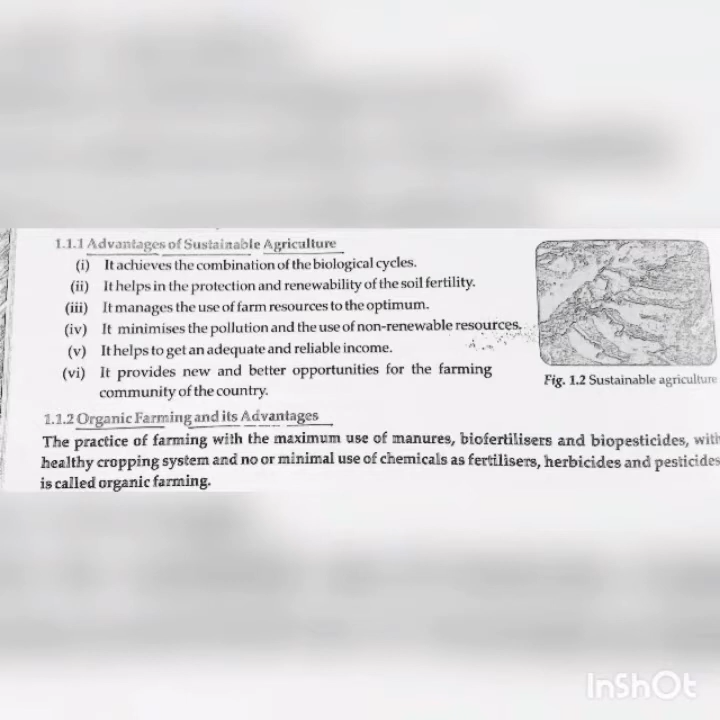 1.1.1 Advantages of Sustainable Agriculture
(i) It achieves the combination of the biological cycles.
(ii) It helps in the protection and renewability of the soil fertility.
(iii) It manages the use of farm resources to the optimum.
(iv) It minimises the pollution and the use of non-renewable resources.
(v) It helps to get an adequate and reliable income.
(vi) It provides new and better opportunities for the farming
community of the country.
Fig. 1.2 Sustainable agriculture
1.1.2 Organic Farming and its Advantages
The practice of farming with the maximum use of manures, biofertilisers and biopesticides, with
healthy cropping system and no or minimal use of chemicals as fertilisers, herbicides and pesticides
is called organic farming.
InShOt